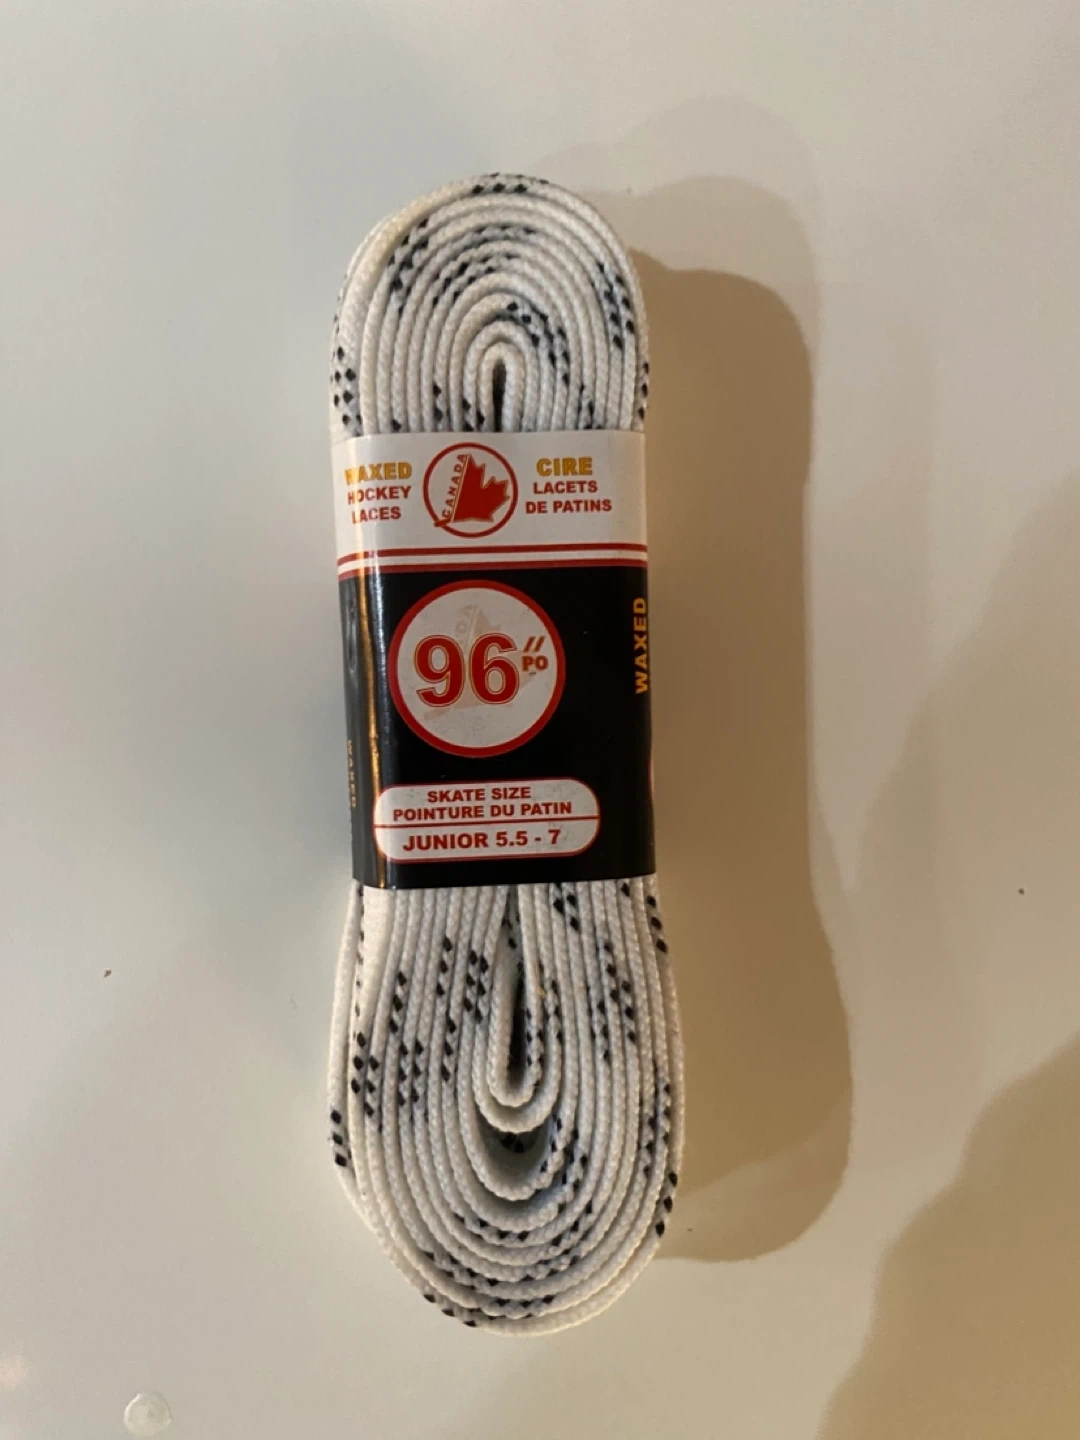 WAXED
HOCKEY
LACES
CANADA
CIRE
LACETS
DE PATINS
96"
PO
WAXED
WAXED
SKATE SIZE
POINTURE DU PATIN
JUNIOR 5.5 - 7